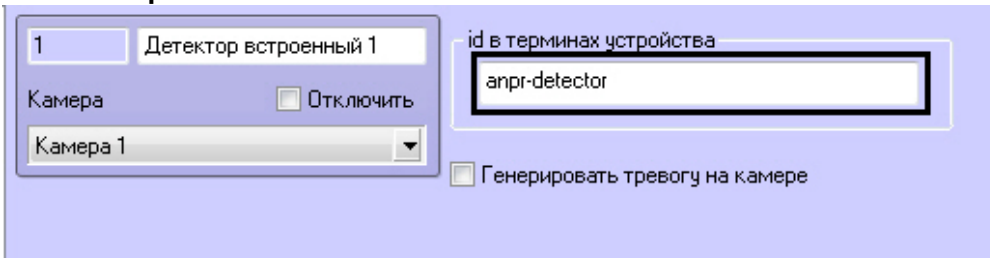 1
Детектор встроенный 1
Камера
Отключить
Камера 1
id в терминах устройства
anpr-detector
Генерировать тревогу на камере